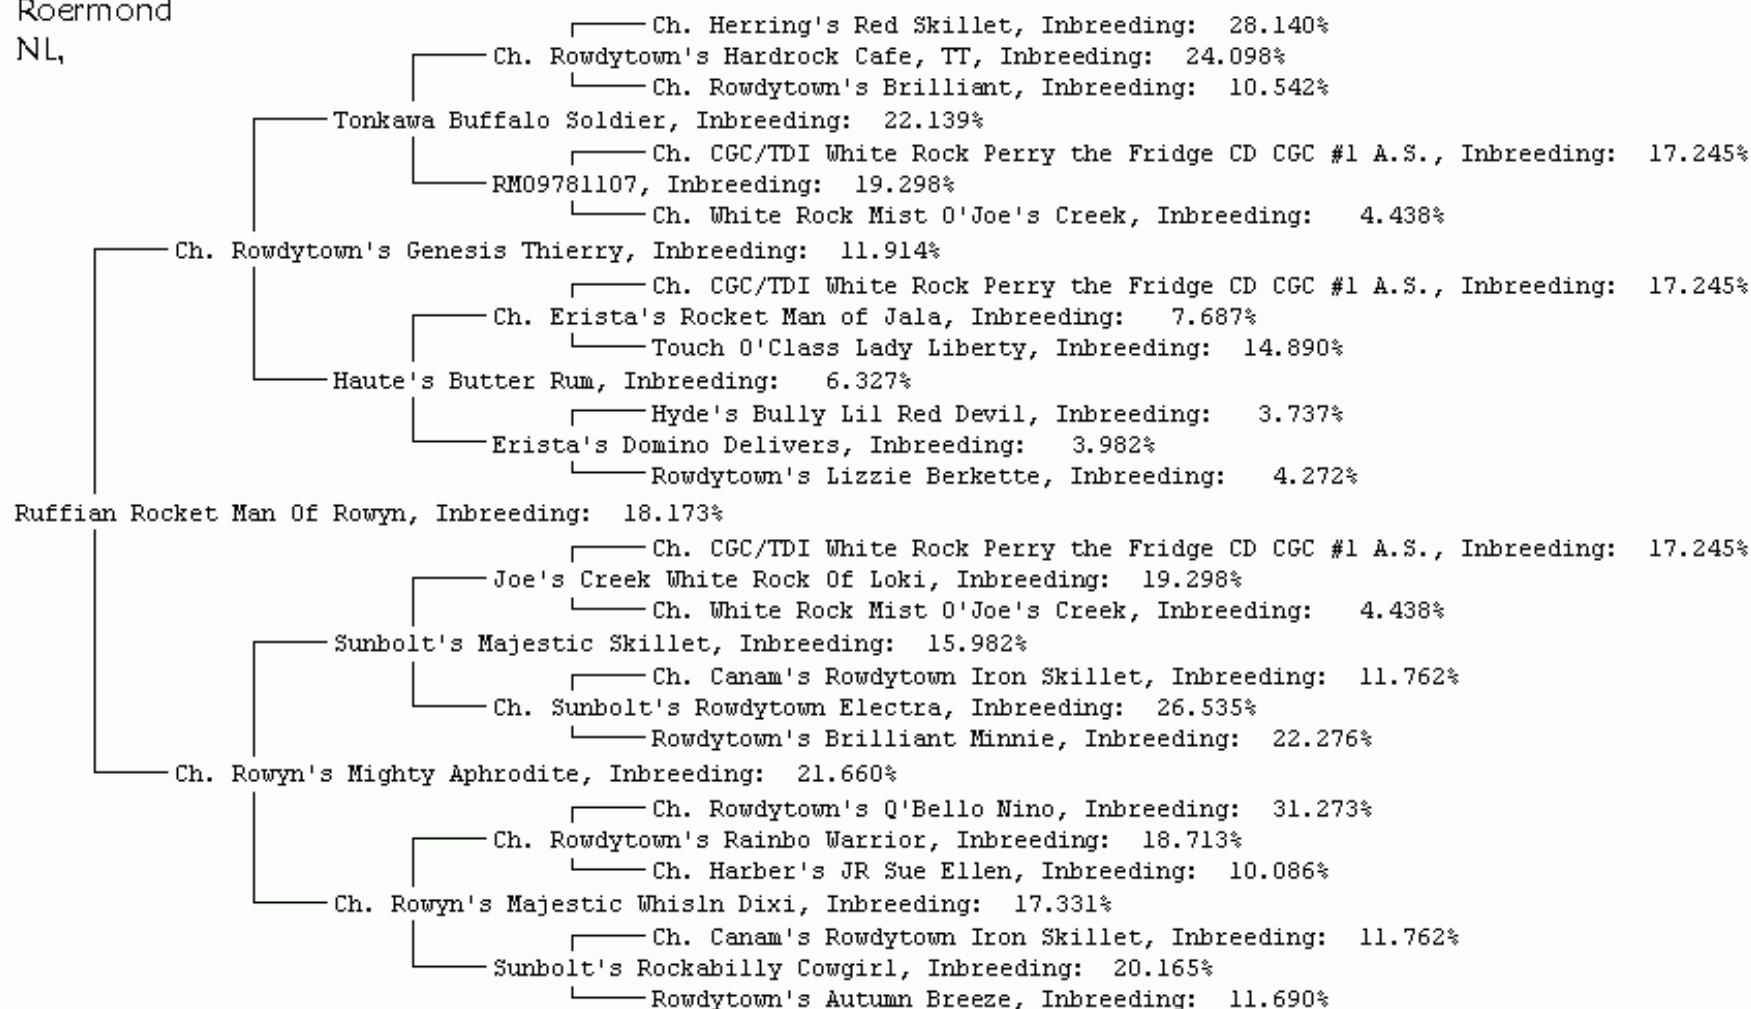 Roermond
Ch. Herring's Red Skillet, Inbreeding: 28.140%
NL,
Ch. Rowdytown's Hardrock Cafe, TT, Inbreeding: 24.098%
Ch. Rowdytown's Brilliant, Inbreeding: 10.542%
Tonkawa Buffalo Soldier, Inbreeding: 22.139%
Ch. CGC/TDI White Rock Perry the Fridge CD CGC #1 A.S., Inbreeding: 17.245%
RM09781107, Inbreeding: 19.298%
Ch. White Rock Mist O'Joe's Creek, Inbreeding: 4.438%
Ch. Rowdytown's Genesis Thierry, Inbreeding: 11.914%
Ch. CGC/TDI White Rock Perry the Fridge CD CGC #1 A.S., Inbreeding: 17.245%
Ch. Erista's Rocket Man of Jala, Inbreeding: 7.687%
Touch O'Class Lady Liberty, Inbreeding: 14.890%
Haute's Butter Rum, Inbreeding: 6.327%
Hyde's Bully Lil Red Devil, Inbreeding: 3.737%
Erista's Domino Delivers, Inbreeding: 3.982%
Rowdytown's Lizzie Berkette, Inbreeding: 4.272%
Ruffian Rocket Man Of Rowyn, Inbreeding: 18.173%
Ch. CGC/TDI White Rock Perry the Fridge CD CGC #1 A.S., Inbreeding: 17.245%
Joe's Creek White Rock Of Loki, Inbreeding: 19.298%
Ch. White Rock Mist O'Joe's Creek, Inbreeding: 4.438%
Sunbolt's Majestic Skillet, Inbreeding: 15.982%
Ch. Canam's Rowdytown Iron Skillet, Inbreeding: 11.762%
Ch. Sunbolt's Rowdytown Electra, Inbreeding: 26.535%
Rowdytown's Brilliant Minnie, Inbreeding: 22.276%
Ch. Rowyn's Mighty Aphrodite, Inbreeding: 21.660%
Ch. Rowdytown's Q'Bello Nino, Inbreeding: 31.273%
Ch. Rowdytown's Rainbo Warrior, Inbreeding: 18.713%
Ch. Harber's JR Sue Ellen, Inbreeding: 10.086%
Ch. Rowyn's Majestic Whisln Dixi, Inbreeding: 17.331%
Ch. Canam's Rowdytown Iron Skillet, Inbreeding: 11.762%
Sunbolt's Rockabilly Cowgirl, Inbreeding: 20.165%
Rowdytown's Autumn Breeze, Inbreeding: 11.690%